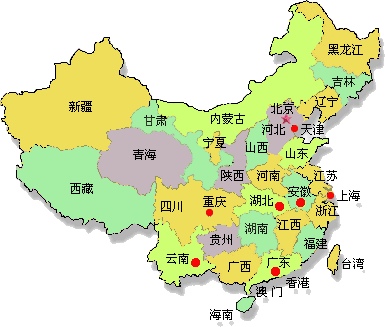 黑龙江
吉林
辽宁
新疆
内蒙古
甘肃
北京
河北
天津
宁夏
山西
山东
青海
陕西
河南
江苏
西藏
四川
重庆
湖北
安徽
上海
浙江
湖南
江西
贵州
福建
云南
广西
广东
台湾
香港
澳门
海南